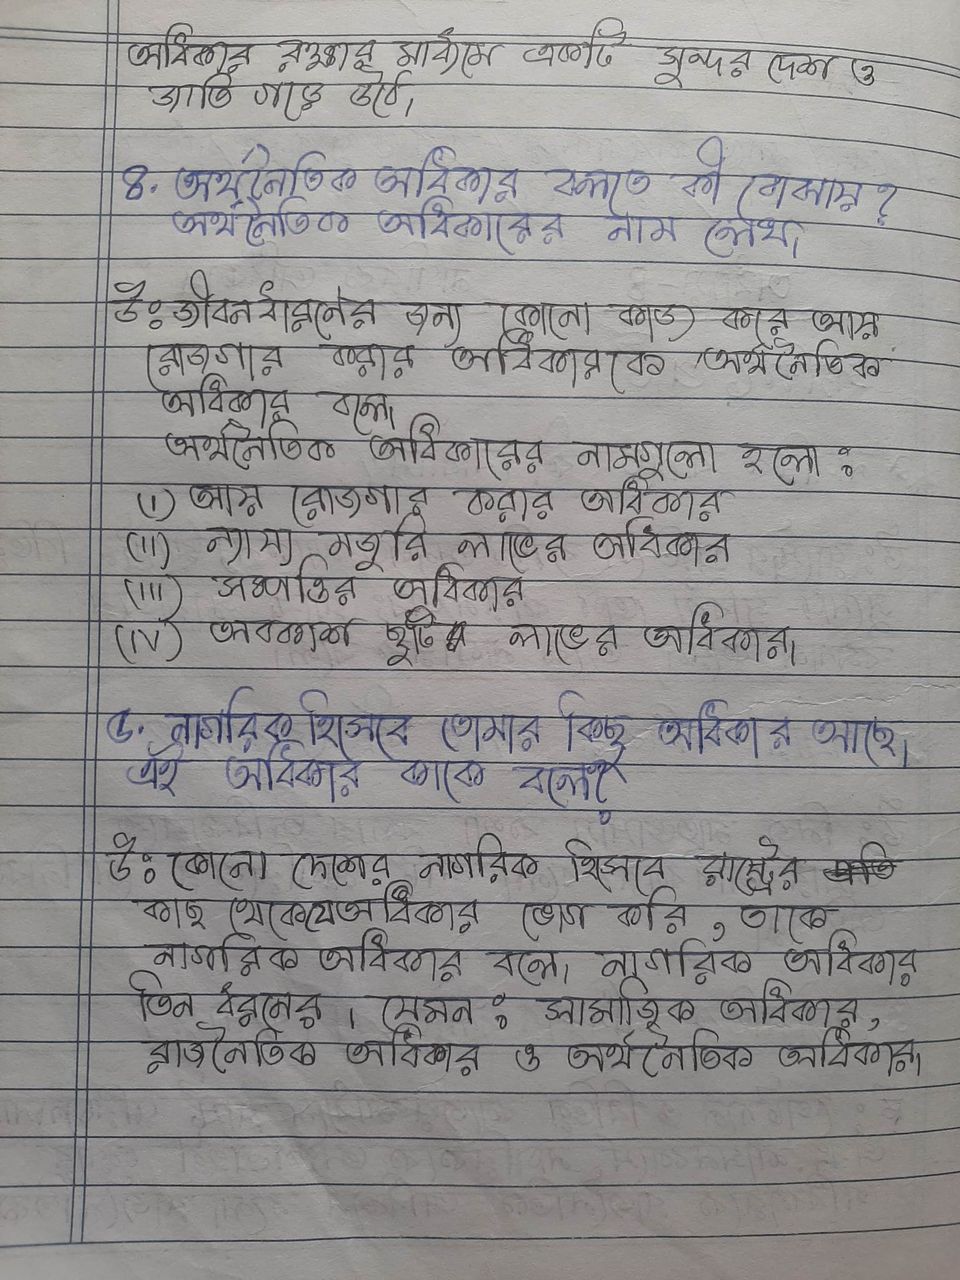 অধিকার রক্ষার মাধ্যমে একটি সুন্দর দেশ ও
জাতি গড়ে উঠে।
৪. অর্থনৈতিক অধিকার বলতে কী বোঝায়?
অর্থনৈতিক অধিকারের নাম লেখ।
উঃ জীবনধারনের জন্য কোনো কাজ করে আয়
রোজগার করার অধিকারকে অর্থনৈতিক
অধিকার বলে।
অর্থনৈতিক অধিকারের নামগুলো হলো :
(I) আয় রোজগার করার অধিকার
(II) ন্যায্য মজুরি লাভের অধিকার
(III) সম্পত্তির অধিকার
(IV) অবকাশ ছুটি লাভের অধিকার।
৫. নাগরিক হিসেবে তোমার কিছু অধিকার আছে।
এই অধিকার কাকে বলে?
উঃ কোনো দেশের নাগরিক হিসেবে রাষ্ট্রের প্রতি
কাছ থেকে যে অধিকার ভোগ করি, তাকে
নাগরিক অধিকার বলে। নাগরিক অধিকার
তিন ধরনের। যেমন : সামাজিক অধিকার,
রাজনৈতিক অধিকার ও অর্থনৈতিক অধিকার।